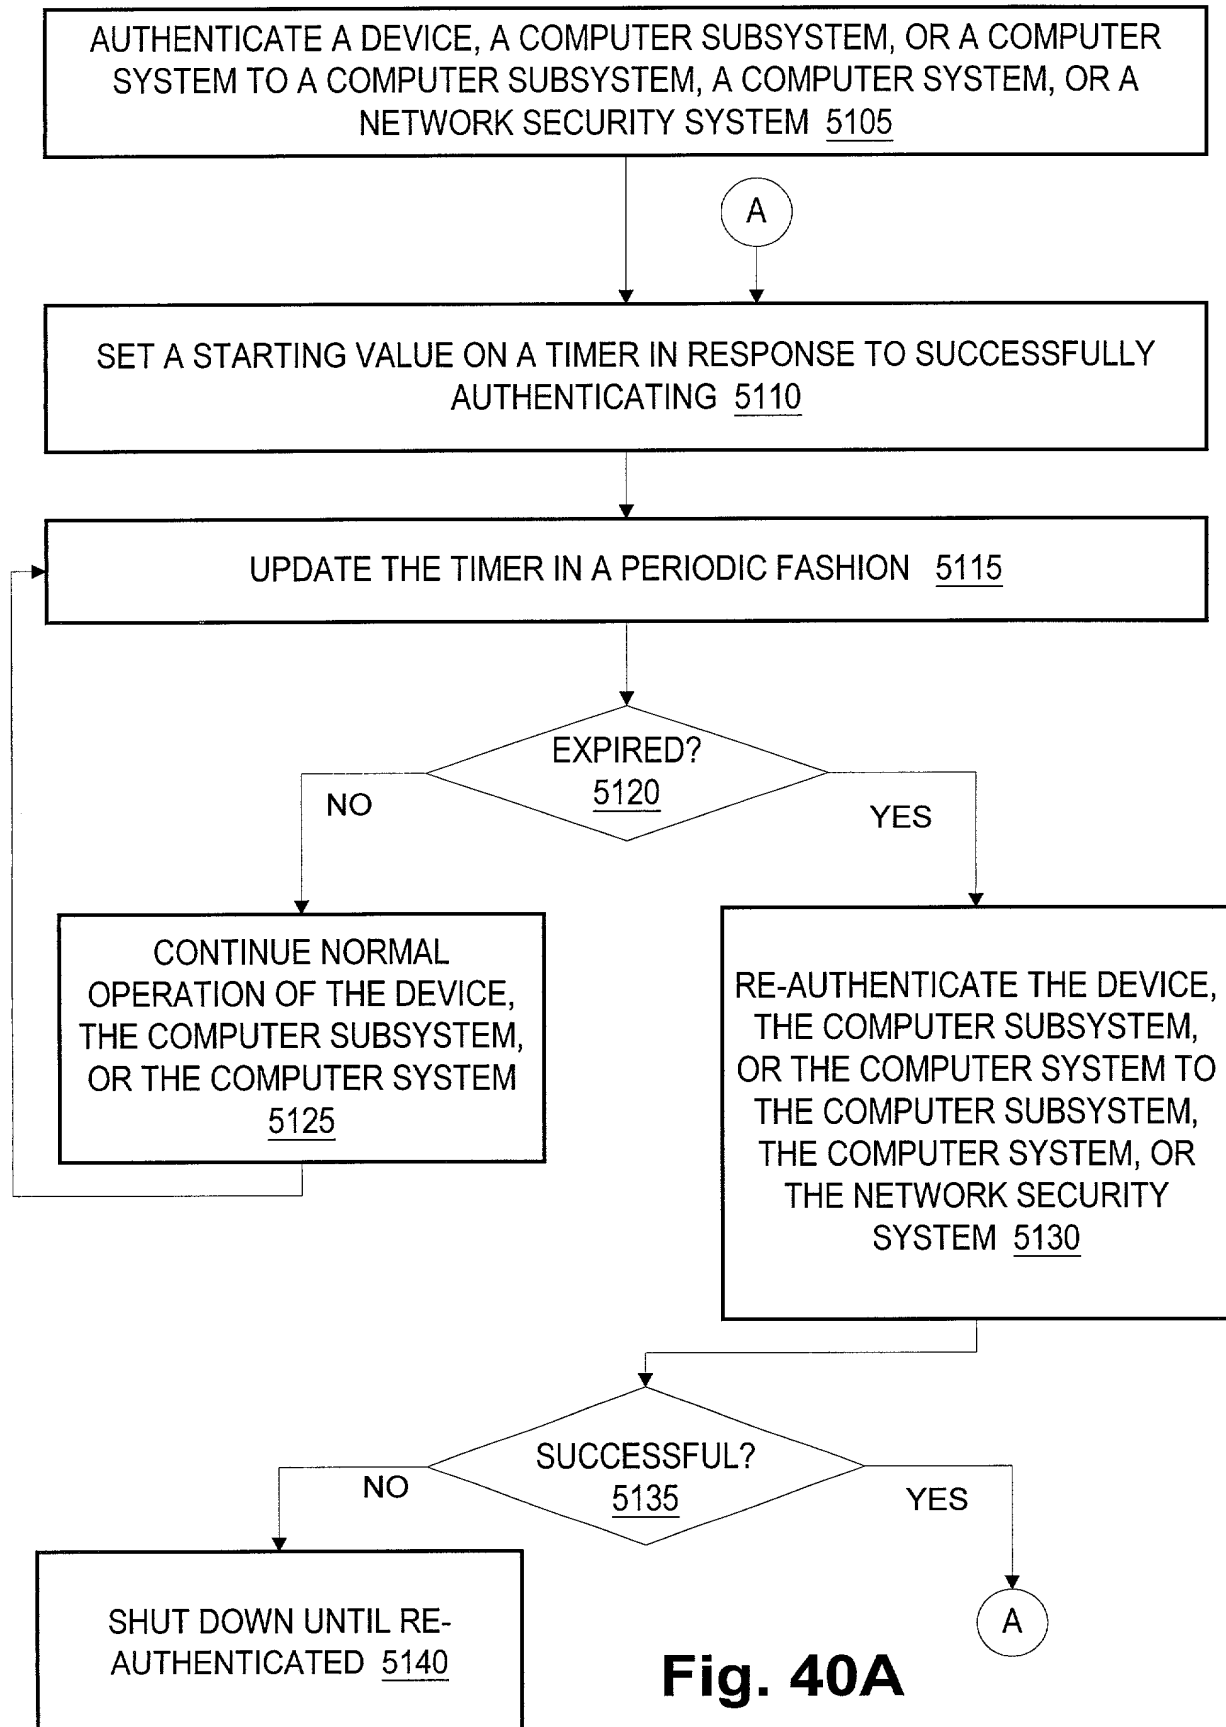 AUTHENTICATE A DEVICE, A COMPUTER SUBSYSTEM, OR A COMPUTER
SYSTEM TO A COMPUTER SUBSYSTEM, A COMPUTER SYSTEM, OR A
NETWORK SECURITY SYSTEM 5105
A
SET A STARTING VALUE ON A TIMER IN RESPONSE TO SUCCESSFULLY
AUTHENTICATING 5110
UPDATE THE TIMER IN A PERIODIC FASHION 5115
EXPIRED?
5120
NO
YES
CONTINUE NORMAL
OPERATION OF THE DEVICE,
THE COMPUTER SUBSYSTEM,
OR THE COMPUTER SYSTEM
5125
RE-AUTHENTICATE THE DEVICE,
THE COMPUTER SUBSYSTEM,
OR THE COMPUTER SYSTEM TO
THE COMPUTER SUBSYSTEM,
THE COMPUTER SYSTEM, OR
THE NETWORK SECURITY
SYSTEM 5130
SUCCESSFUL?
5135
NO
YES
SHUT DOWN UNTIL RE-
AUTHENTICATED 5140
A
Fig. 40A